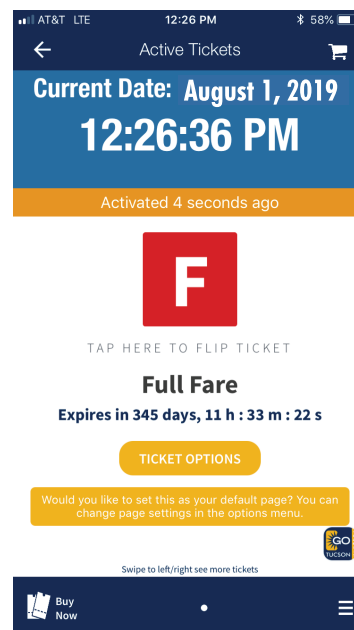 AT&T LTE 12:26 PM 58%
Active Tickets
Current Date: August 1, 2019
12:26:36 PM
Activated 4 seconds ago
F
TAP HERE TO FLIP TICKET
Full Fare
Expires in 345 days, 11 h : 33 m : 22 s
TICKET OPTIONS
Would you like to set this as your default page? You can
change page settings in the options menu.
GO
TUCSON
Swipe to left/right see more tickets
Buy
Now